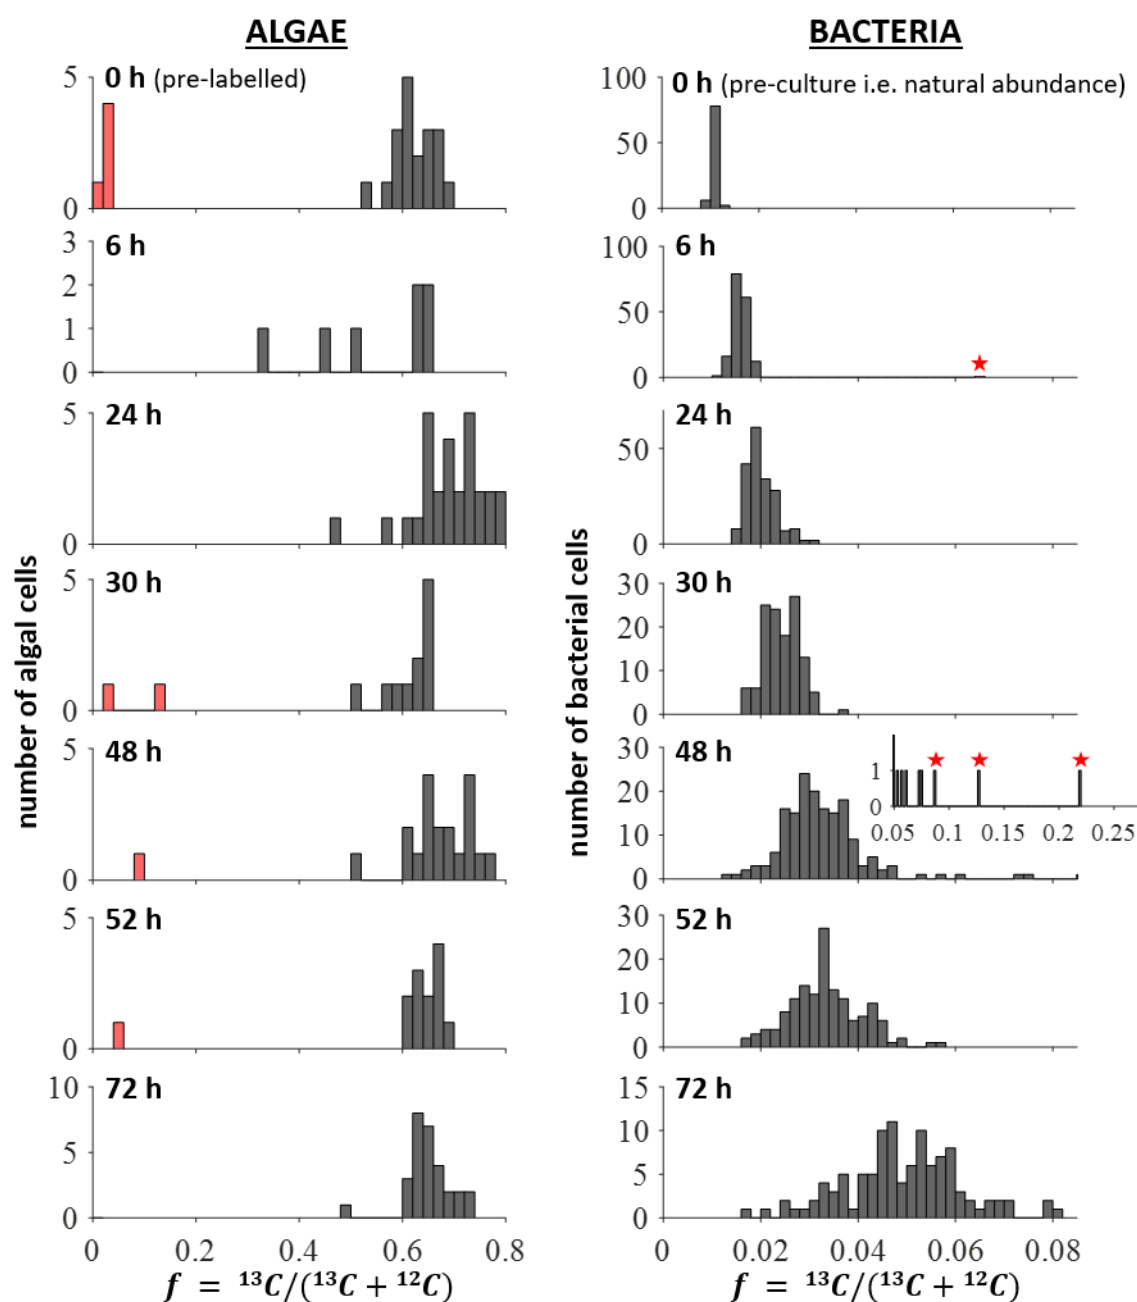 ALGAE
BACTERIA
number of algal cells
number of bacterial cells
0 h (pre-labelled)
5
0
0 h (pre-culture i.e. natural abundance)
100
50
0
6 h
3
2
1
0
6 h
100
50
0
24 h
5
0
24 h
50
0
30 h
5
0
30 h
30
20
10
0
48 h
5
0
48 h
30
20
10
0
1
0
0.05 0.1 0.15 0.2 0.25
52 h
5
0
52 h
30
20
10
0
72 h
10
5
0
0 0.2 0.4 0.6 0.8
f = ¹³C/(¹³C + ¹²C)
72 h
15
10
5
0
0 0.02 0.04 0.06 0.08
f = ¹³C/(¹³C + ¹²C)